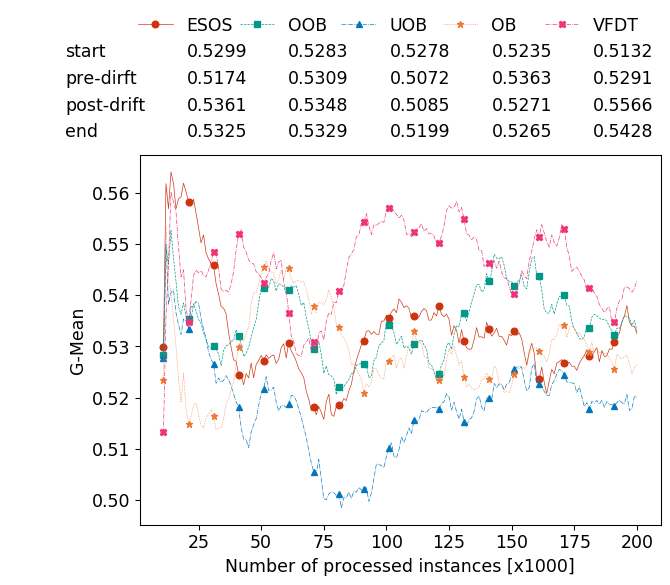 ESOS OOB UOB OB VFDT
start 0.5299 0.5283 0.5278 0.5235 0.5132
pre-dirft 0.5174 0.5309 0.5072 0.5363 0.5291
post-drift 0.5361 0.5348 0.5085 0.5271 0.5566
end 0.5325 0.5329 0.5199 0.5265 0.5428
0.56
0.55
0.54
0.53
0.52
0.51
0.50
G-Mean
25 50 75 100 125 150 175 200
Number of processed instances [x1000]